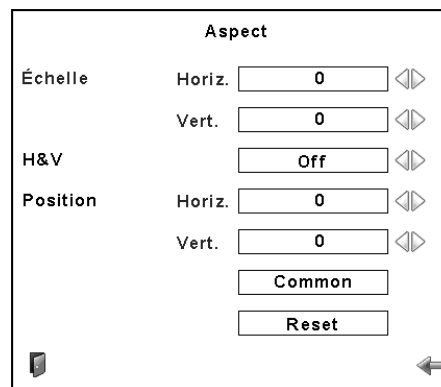 Aspect
Échelle Horiz. 0
Vert. 0
H&V Off
Position Horiz. 0
Vert. 0
Common
Reset